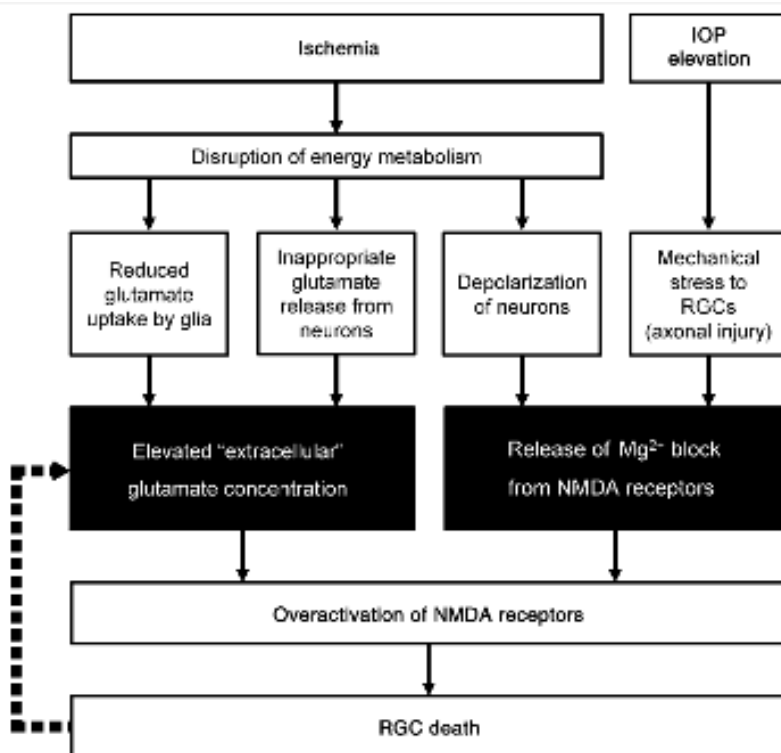 Ischemia
IOP
elevation
Disruption of energy metabolism
Reduced
glutamate
uptake by glia
Inappropriate
glutamate
release from
neurons
Depolarization
of neurons
Mechanical
stress to
RGCs
(axonal injury)
Elevated "extracellular"
glutamate concentration
Release of Mg²⁺ block
from NMDA receptors
Overactivation of NMDA receptors
RGC death